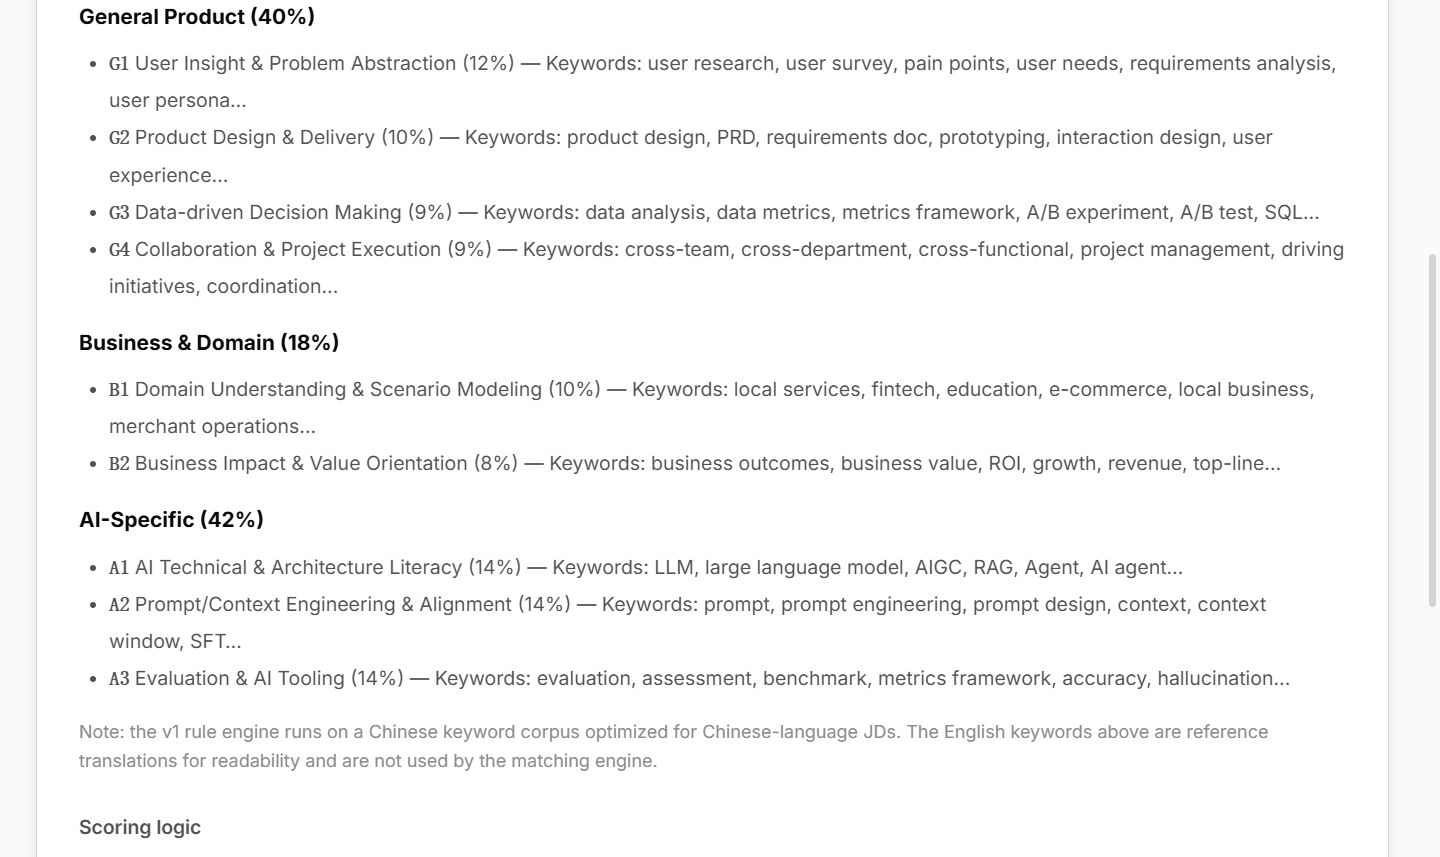 General Product (40%)
• G1 User Insight & Problem Abstraction (12%) — Keywords: user research, user survey, pain points, user needs, requirements analysis,
user persona...
• G2 Product Design & Delivery (10%) — Keywords: product design, PRD, requirements doc, prototyping, interaction design, user
experience...
• G3 Data-driven Decision Making (9%) — Keywords: data analysis, data metrics, metrics framework, A/B experiment, A/B test, SQL...
• G4 Collaboration & Project Execution (9%) — Keywords: cross-team, cross-department, cross-functional, project management, driving
initiatives, coordination...
Business & Domain (18%)
• B1 Domain Understanding & Scenario Modeling (10%) — Keywords: local services, fintech, education, e-commerce, local business,
merchant operations...
• B2 Business Impact & Value Orientation (8%) — Keywords: business outcomes, business value, ROI, growth, revenue, top-line...
AI-Specific (42%)
• A1 AI Technical & Architecture Literacy (14%) — Keywords: LLM, large language model, AIGC, RAG, Agent, AI agent...
• A2 Prompt/Context Engineering & Alignment (14%) — Keywords: prompt, prompt engineering, prompt design, context, context
window, SFT...
• A3 Evaluation & AI Tooling (14%) — Keywords: evaluation, assessment, benchmark, metrics framework, accuracy, hallucination...
Note: the v1 rule engine runs on a Chinese keyword corpus optimized for Chinese-language JDs. The English keywords above are reference
translations for readability and are not used by the matching engine.
Scoring logic